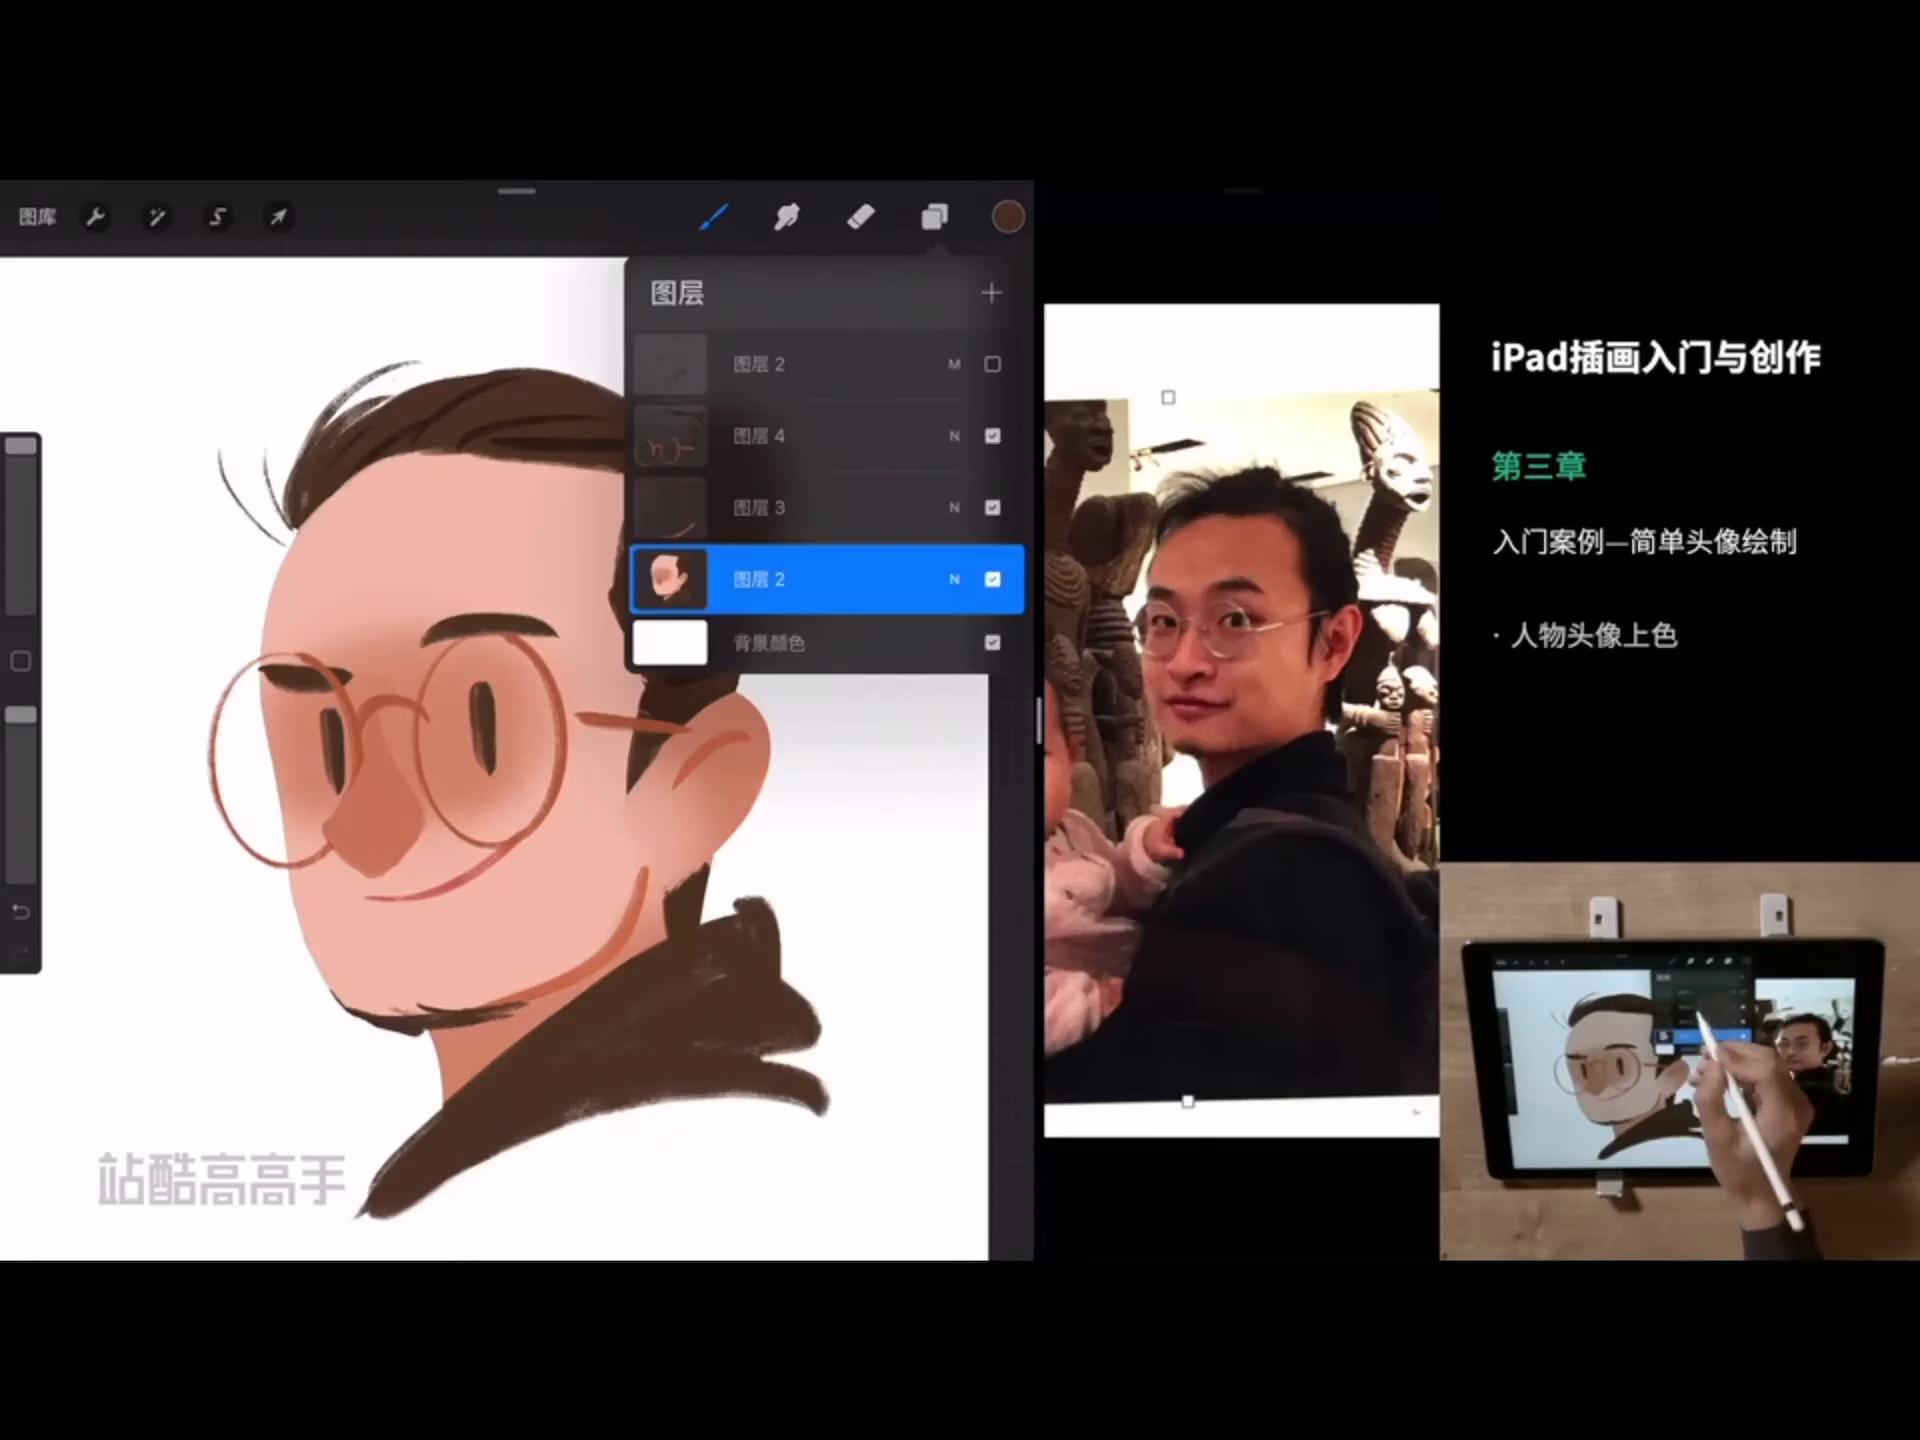 图库
图层
图层 2
M
图层 4
N
图层 3
N
图层 2
N
背景颜色
站酷高高手
iPad插画入门与创作
第三章
入门案例—简单头像绘制
· 人物头像上色